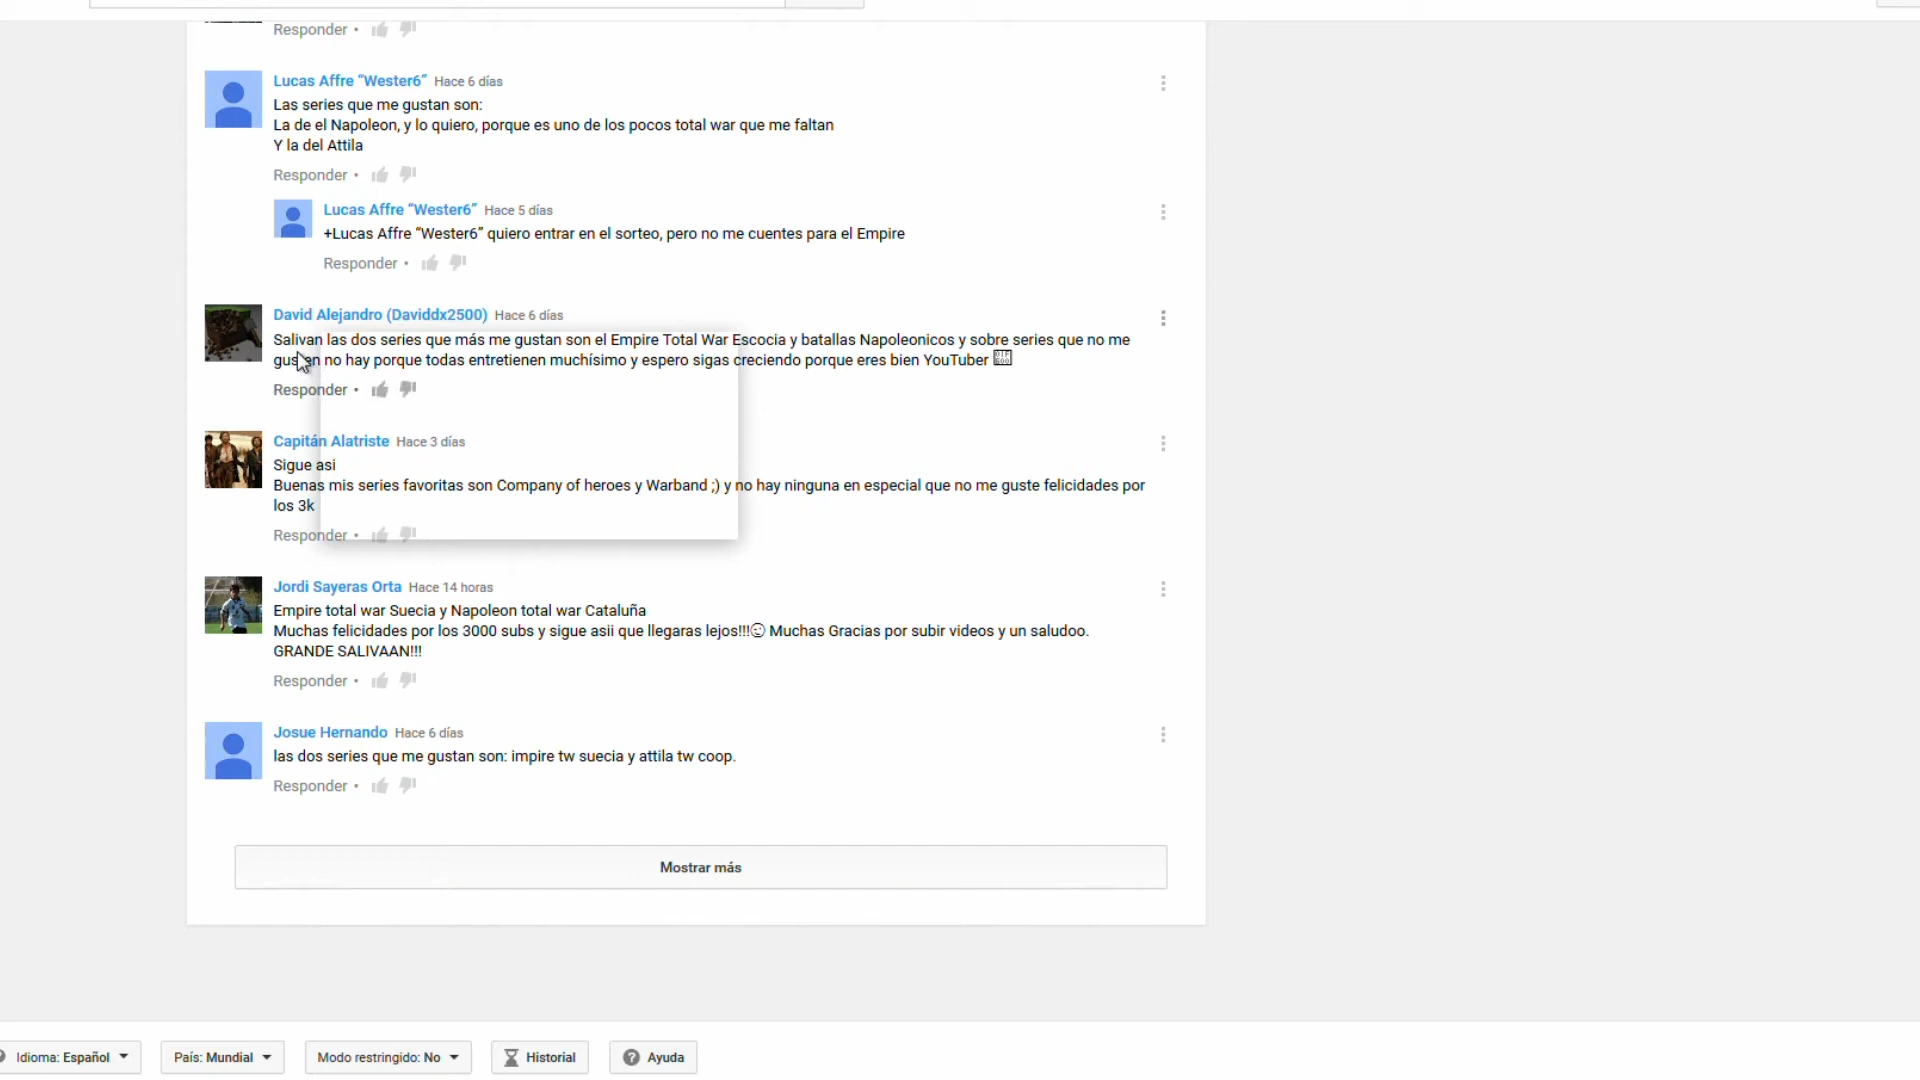 Responder •
Lucas Affre “Wester6” Hace 6 días
Las series que me gustan son:
La de el Napoleon, y lo quiero, porque es uno de los pocos total war que me faltan
Y la del Attila
Responder •
Lucas Affre “Wester6” Hace 5 días
+Lucas Affre “Wester6” quiero entrar en el sorteo, pero no me cuentes para el Empire
Responder •
David Alejandro (Daviddx2500) Hace 6 días
Salivan las dos series que más me gustan son el Empire Total War Escocia y batallas Napoleonicos y sobre series que no me
gustan no hay porque todas entretienen muchísimo y espero sigas creciendo porque eres bien YouTuber
Responder •
Capitán Alatriste Hace 3 días
Sigue asi
Buenas mis series favoritas son Company of heroes y Warband ;) y no hay ninguna en especial que no me guste felicidades por
los 3k
Responder •
Jordi Sayeras Orta Hace 14 horas
Empire total war Suecia y Napoleon total war Cataluña
Muchas felicidades por los 3000 subs y sigue asii que llegaras lejos!!!😉 Muchas Gracias por subir videos y un saludoo.
GRANDE SALIVAAN!!!
Responder •
Josue Hernando Hace 6 días
las dos series que me gustan son: impire tw suecia y attila tw coop.
Responder •
Mostrar más
Idioma: Español País: Mundial Modo restringido: No Historial Ayuda